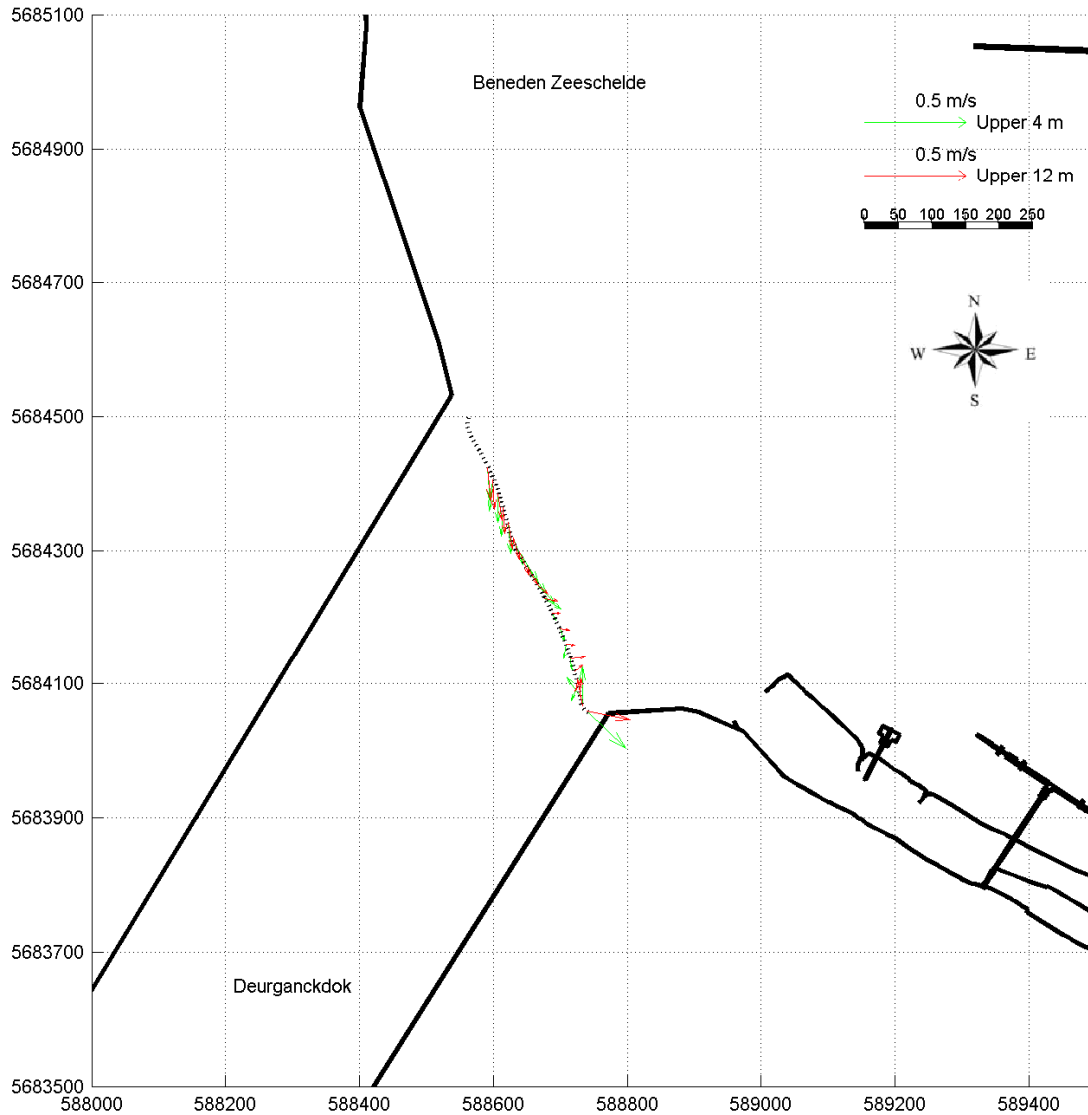 5685100
Beneden Zeeschelde
0.5 m/s
Upper 4 m
5684900
0.5 m/s
Upper 12 m
0 50 100 150 200 250
5684700
N
W E
S
5684500
5684300
5684100
5683900
5683700
Deurganckdok
5683500
588000 588200 588400 588600 588800 589000 589200 589400